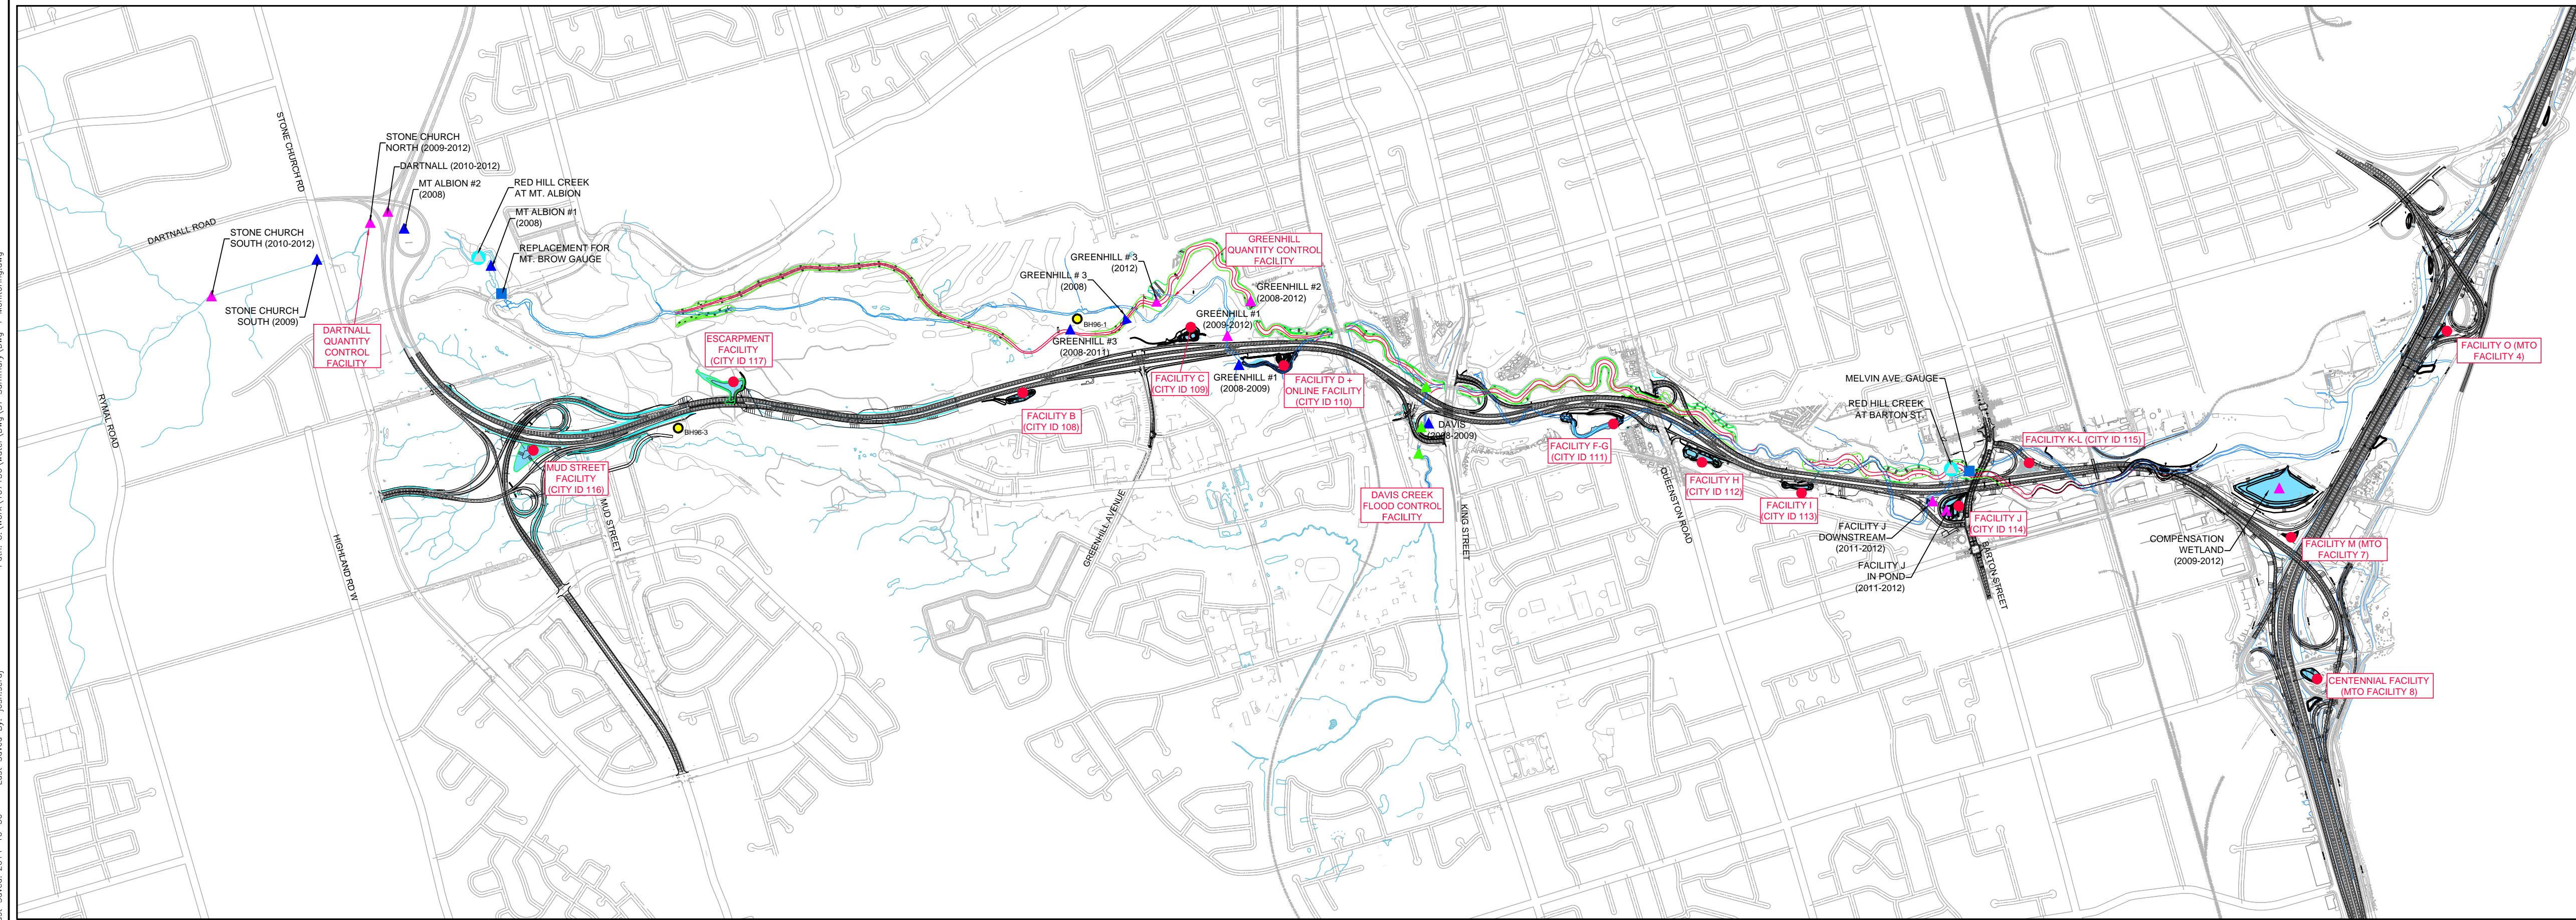 STONE CHURCH RD
STONE CHURCH
NORTH (2009-2012)
DARTNALL (2010-2012)
MT ALBION #2
(2008)
RED HILL CREEK
AT MT. ALBION
MT ALBION #1
(2008)
REPLACEMENT FOR
MT. BROW GAUGE
DARTNALL ROAD
STONE CHURCH
SOUTH (2010-2012)
STONE CHURCH
SOUTH (2009)
DARTNALL
QUANTITY
CONTROL
FACILITY
RYMAL ROAD
HIGHLAND RD W
MUD STREET
FACILITY
(CITY ID 116)
MUD STREET
ESCARPMENT
FACILITY
(CITY ID 117)
BH96-3
BH96-1
GREENHILL # 3
(2008)
GREENHILL # 3
(2012)
GREENHILL
QUANTITY CONTROL
FACILITY
GREENHILL #2
(2008-2012)
GREENHILL #1
(2009-2012)
GREENHILL #3
(2008-2011)
GREENHILL #1
(2008-2009)
FACILITY B
(CITY ID 108)
FACILITY C
(CITY ID 109)
FACILITY D +
ONLINE FACILITY
(CITY ID 110)
GREENHILL AVENUE
DAVIS
(2008-2009)
DAVIS CREEK
FLOOD CONTROL
FACILITY
KING STREET
FACILITY F-G
(CITY ID 111)
QUEENSTON ROAD
FACILITY H
(CITY ID 112)
FACILITY I
(CITY ID 113)
MELVIN AVE. GAUGE
RED HILL CREEK
AT BARTON ST.
FACILITY J
DOWNSTREAM
(2011-2012)
FACILITY J
IN POND
(2011-2012)
FACILITY J
(CITY ID 114)
BARTON STREET
FACILITY K-L (CITY ID 115)
COMPENSATION
WETLAND
(2009-2012)
FACILITY M (MTO
FACILITY 7)
FACILITY O (MTO
FACILITY 4)
CENTENNIAL FACILITY
(MTO FACILITY 8)